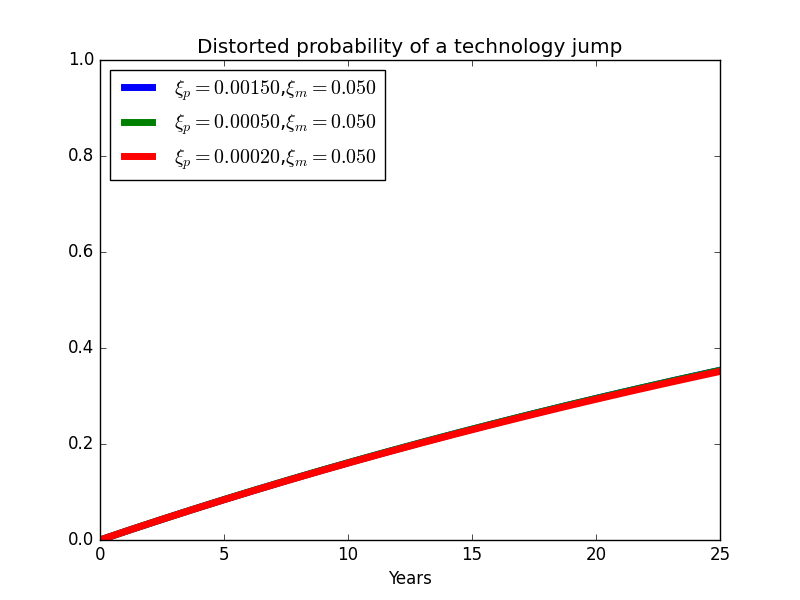 Distorted probability of a technology jump
1.0
ξp = 0.00150,ξm = 0.050
ξp = 0.00050,ξm = 0.050
ξp = 0.00020,ξm = 0.050
0.8
0.6
0.4
0.2
0.0
0 5 10 15 20 25
Years